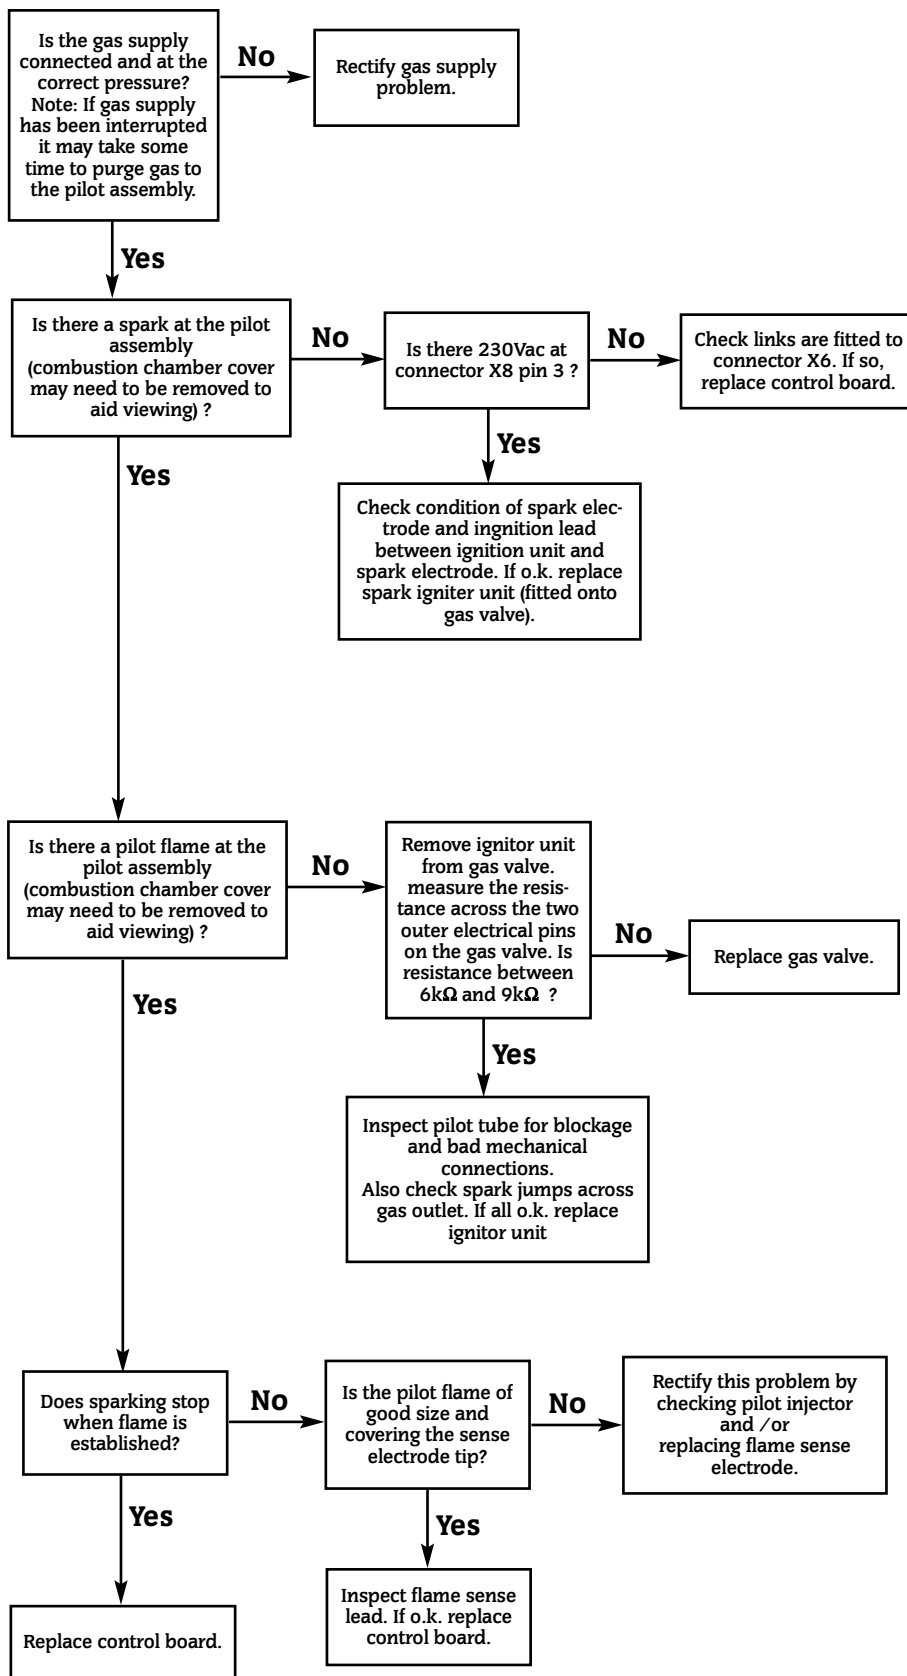 Is the gas supply
connected and at the
correct pressure?
Note: If gas supply
has been interrupted
it may take some
time to purge gas to
the pilot assembly.
No
Rectify gas supply
problem.
Yes
Is there a spark at the pilot
assembly
(combustion chamber cover
may need to be removed to
aid viewing) ?
No
Is there 230Vac at
connector X8 pin 3 ?
No
Check links are fitted to
connector X6. If so,
replace control board.
Yes
Check condition of spark elec-
trode and ingnition lead
between ignition unit and
spark electrode. If o.k. replace
spark igniter unit (fitted onto
gas valve).
Yes
Is there a pilot flame at the
pilot assembly
(combustion chamber cover
may need to be removed to
aid viewing) ?
No
Remove ignitor unit
from gas valve.
measure the resis-
tance across the two
outer electrical pins
on the gas valve. Is
resistance between
6kΩ and 9kΩ ?
No
Replace gas valve.
Yes
Inspect pilot tube for blockage
and bad mechanical
connections.
Also check spark jumps across
gas outlet. If all o.k. replace
ignitor unit
Yes
Does sparking stop
when flame is
established?
No
Is the pilot flame of
good size and
covering the sense
electrode tip?
No
Rectify this problem by
checking pilot injector
and /or
replacing flame sense
electrode.
Yes
Inspect flame sense
lead. If o.k. replace
control board.
Yes
Replace control board.